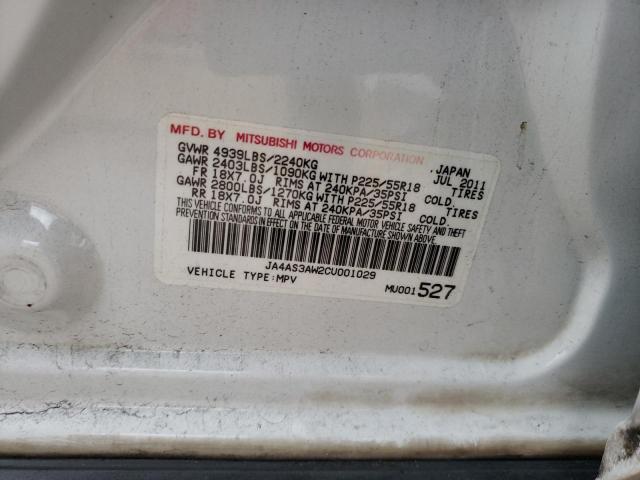 MFD. BY MITSUBISHI MOTORS CORPORATION
GVWR 4939LBS/2240KG JAPAN JUL 2011
GAWR 2403LBS/1090KG WITH P225/55R18 TIRES
FR 18X7.0J RIMS AT 240KPA/35PSI COLD.
GAWR 2800LBS/1270KG WITH P225/55R18 TIRES
RR 18X7.0J RIMS AT 240KPA/35PSI COLD.
THIS VEHICLE CONFORMS TO ALL APPLICABLE FEDERAL MOTOR VEHICLE SAFETY AND THEFT
PREVENTION STANDARDS IN EFFECT ON THE DATE OF MANUFACTURE SHOWN ABOVE.
JA4AS3AW2CU001029
VEHICLE TYPE:MPV MU001527